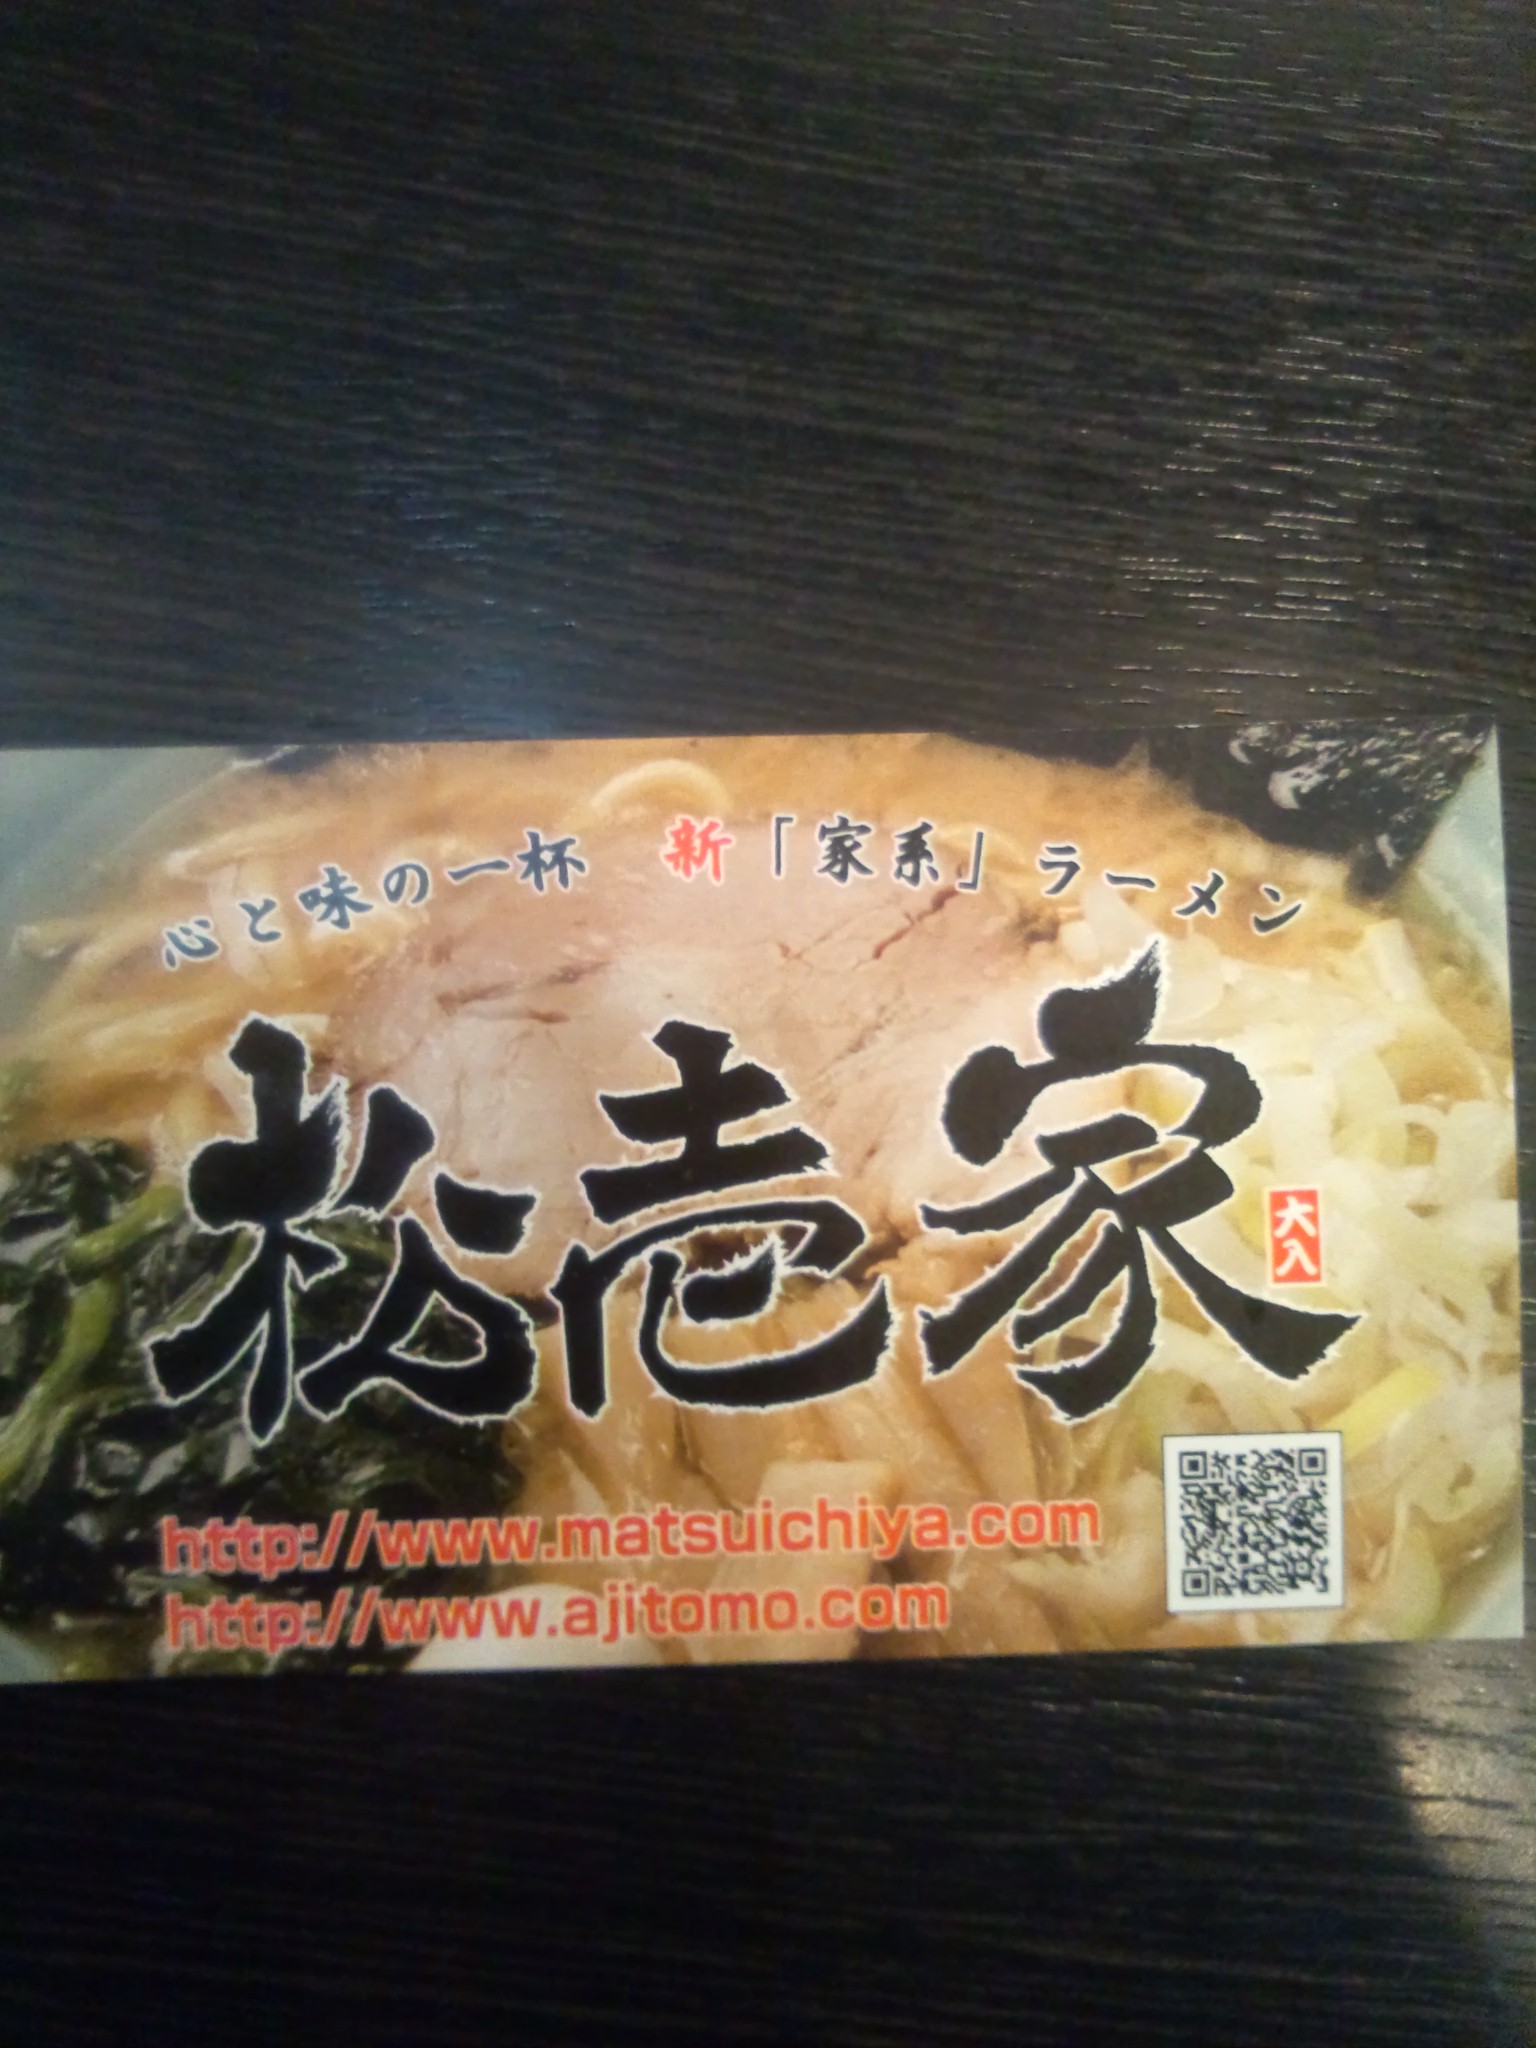 心と味の一杯 新「家系」ラーメン
松壱家
大入
http://www.matsuichiya.com
http://www.ajitomo.com